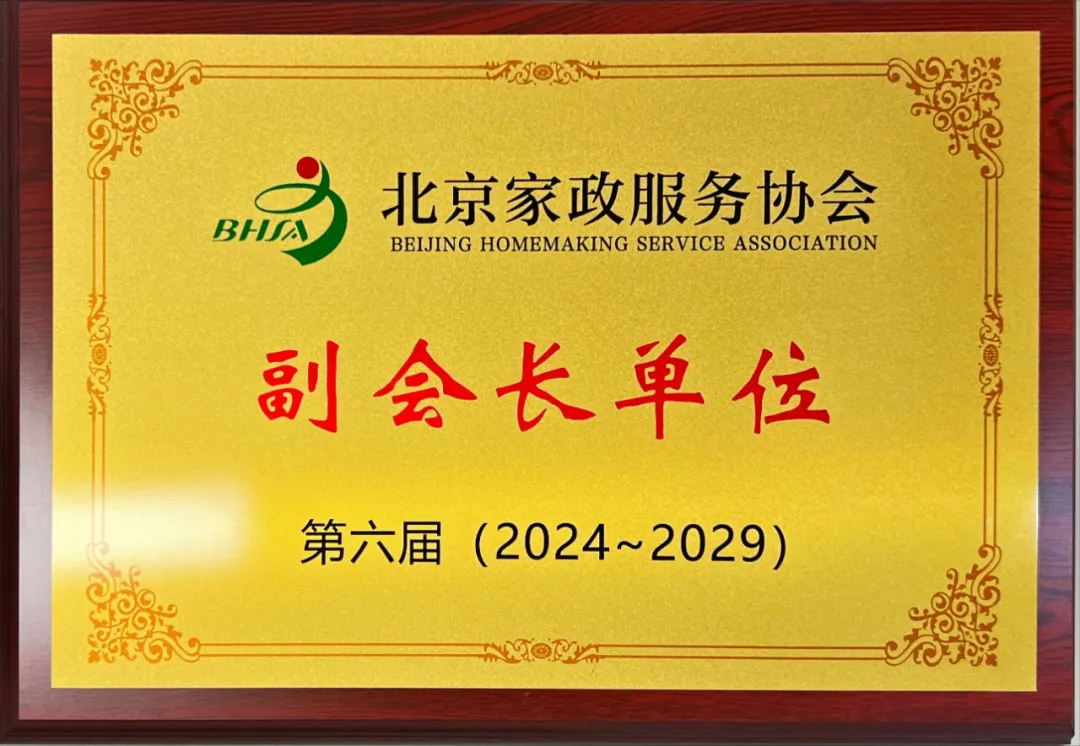 BHSA
北京家政服务协会
BEIJING HOMEMAKING SERVICE ASSOCIATION
副会长单位
第六届（2024~2029）